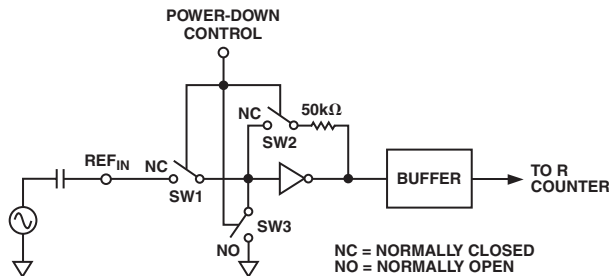 POWER-DOWN
CONTROL
NC
50kΩ
SW2
REFIN
NC
SW1
BUFFER
TO R
COUNTER
SW3
NO
NC = NORMALLY CLOSED
NO = NORMALLY OPEN